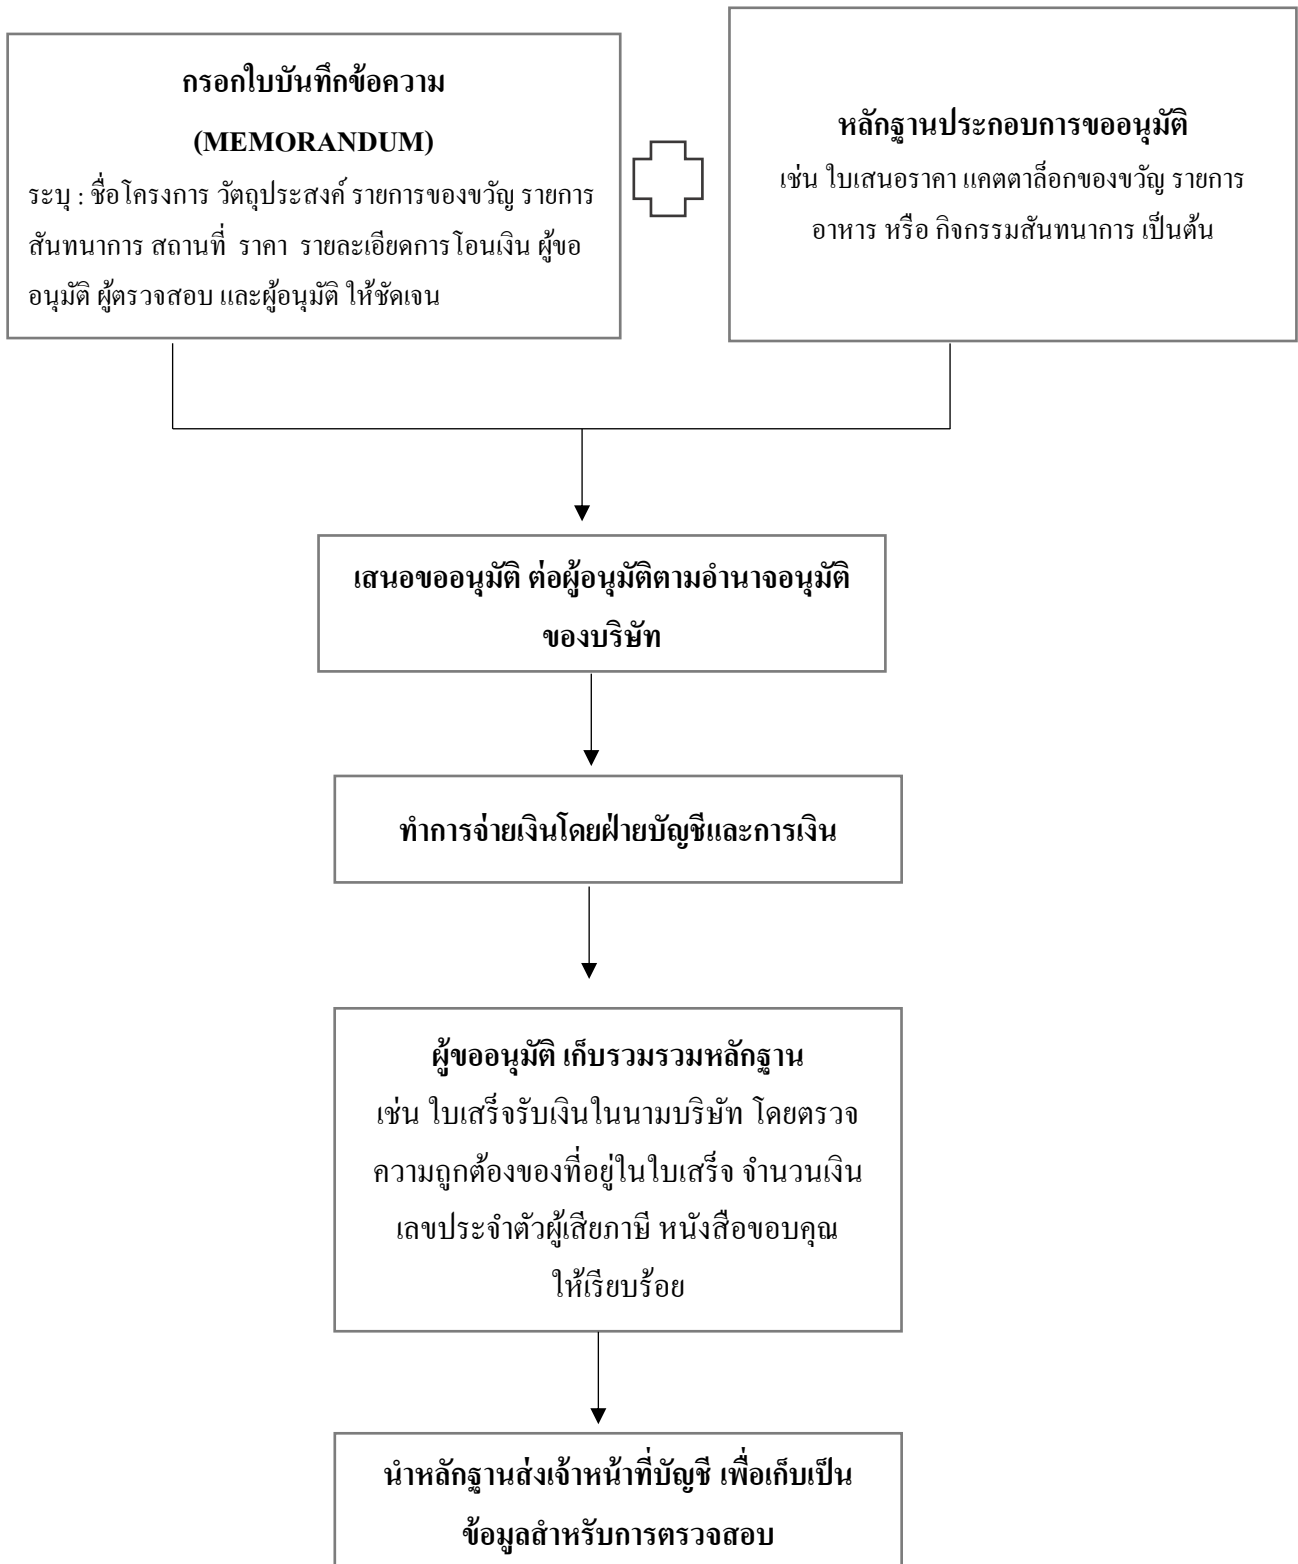 กรอกใบบันทึกข้อความ
(MEMORANDUM)
ระบุ : ชื่อโครงการ วัตถุประสงค์ รายการของขวัญ รายการ
สันทนาการ สถานที่ ราคา รายละเอียดการโอนเงิน ผู้ขอ
อนุมัติ ผู้ตรวจสอบ และผู้อนุมัติ ให้ชัดเจน
หลักฐานประกอบการขออนุมัติ
เช่น ใบเสนอราคา แคตตาล็อกของขวัญ รายการ
อาหาร หรือ กิจกรรมสันทนาการ เป็นต้น
เสนอขออนุมัติ ต่อผู้อนุมัติตามอำนาจอนุมัติ
ของบริษัท
ทำการจ่ายเงินโดยฝ่ายบัญชีและการเงิน
ผู้ขออนุมัติ เก็บรวมรวมหลักฐาน
เช่น ใบเสร็จรับเงินในนามบริษัท โดยตรวจ
ความถูกต้องของที่อยู่ในใบเสร็จ จำนวนเงิน
เลขประจำตัวผู้เสียภาษี หนังสือขอบคุณ
ให้เรียบร้อย
นำหลักฐานส่งเจ้าหน้าที่บัญชี เพื่อเก็บเป็น
ข้อมูลสำหรับการตรวจสอบ